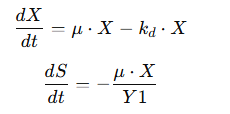 dX/dt = μ · X − k_d · X
dS/dt = − μ · X / Y1